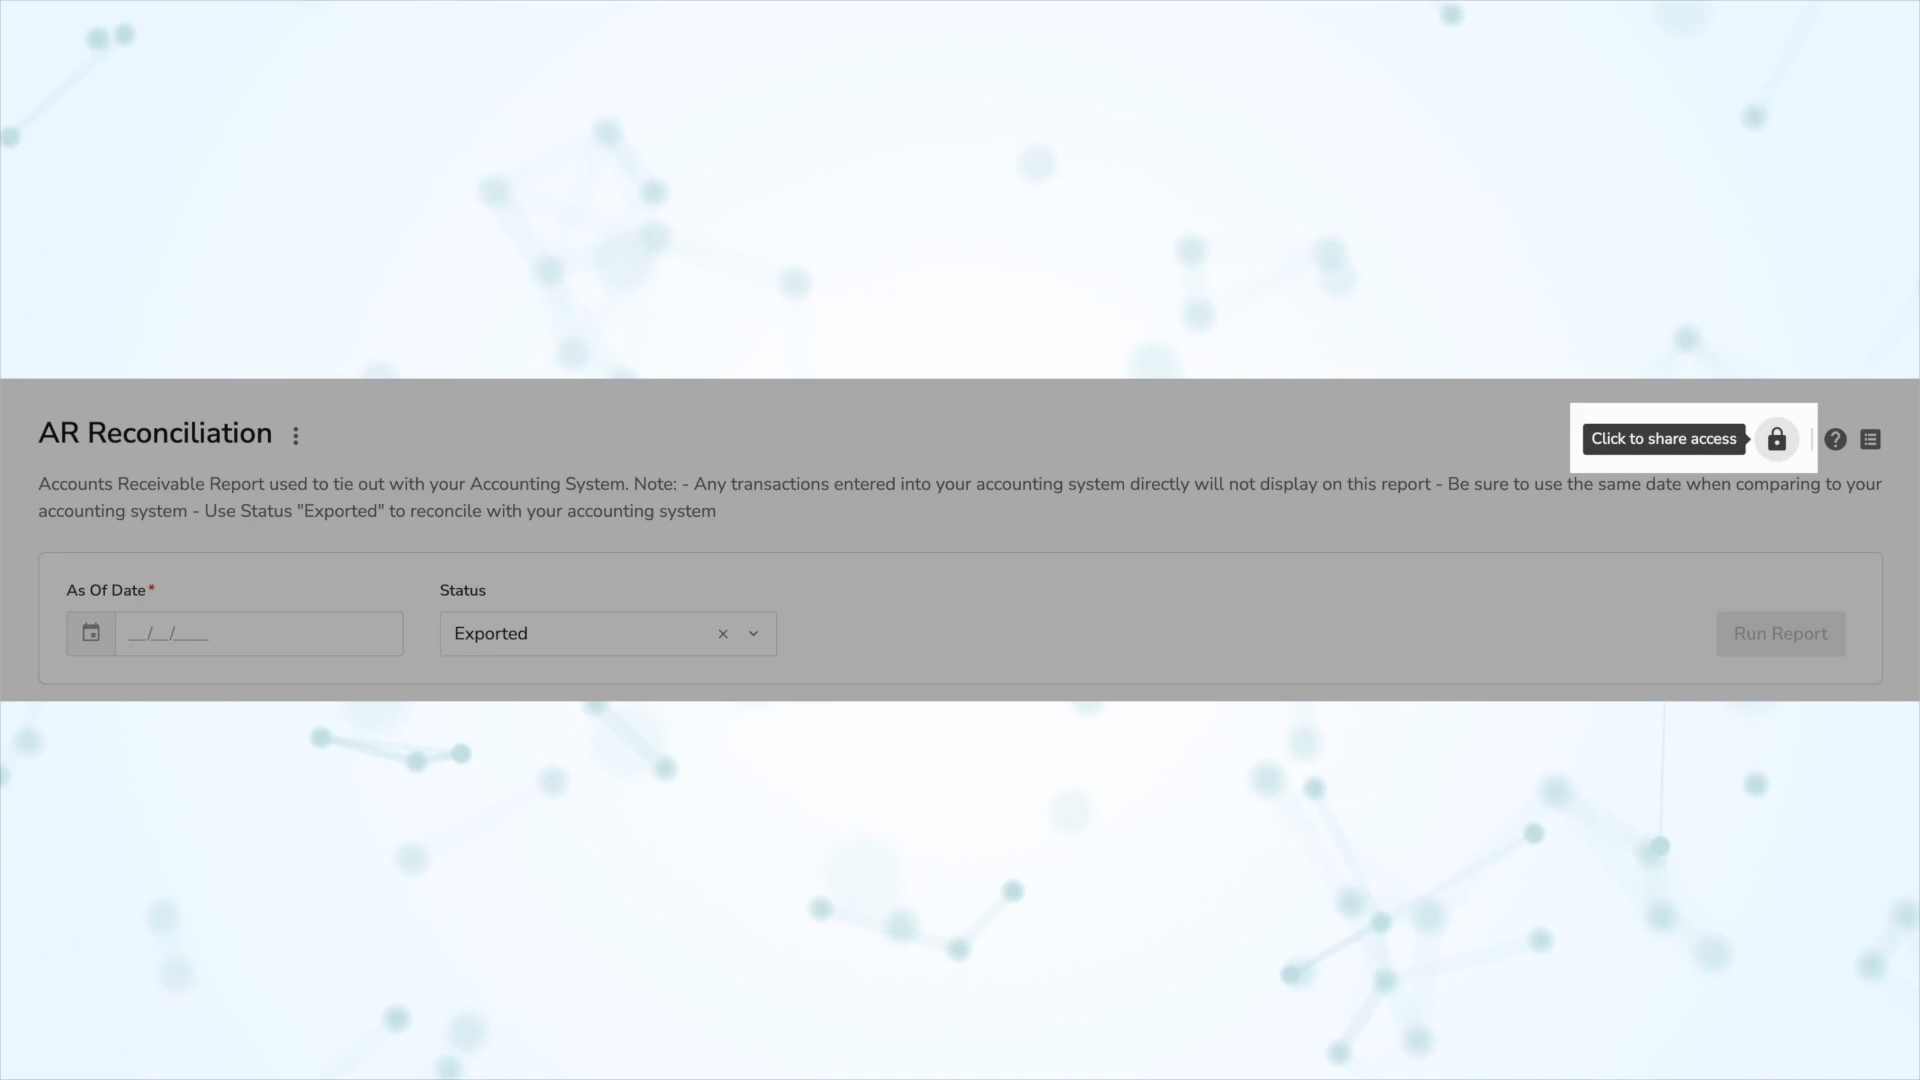 AR Reconciliation
Click to share access
Accounts Receivable Report used to tie out with your Accounting System. Note: - Any transactions entered into your accounting system directly will not display on this report - Be sure to use the same date when comparing to your
accounting system - Use Status "Exported" to reconcile with your accounting system
As Of Date*
Status
__/__/____
Exported
Run Report